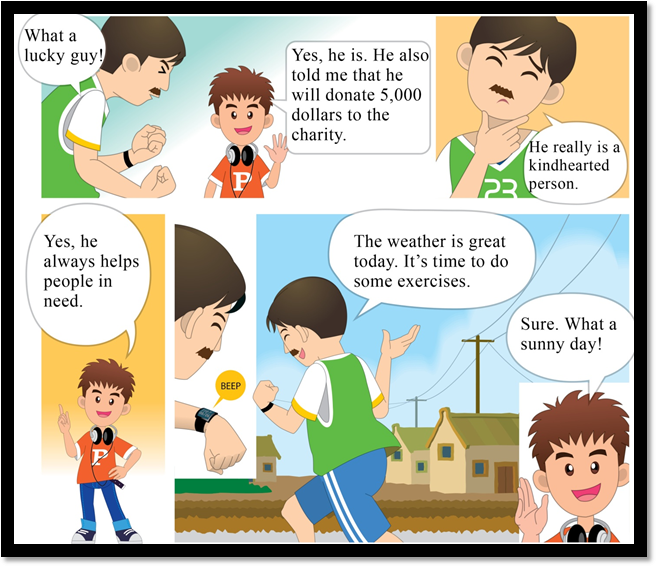 What a
lucky guy!
Yes, he is. He also
told me that he
will donate 5,000
dollars to the
charity.
He really is a
kindhearted
person.
23
P
Yes, he
always helps
people in
need.
P
BEEP
The weather is great
today. It's time to do
some exercises.
Sure. What a
sunny day!